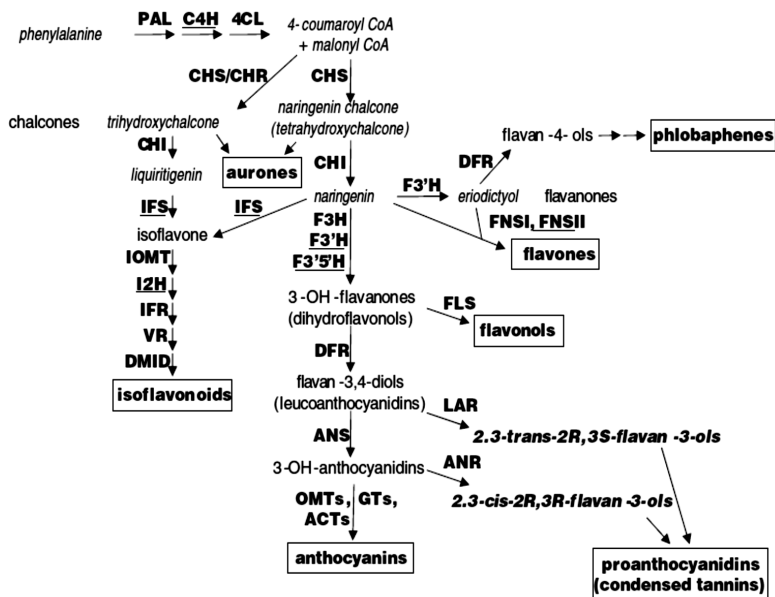 PAL C4H 4CL
phenylalanine
4-coumaroyl CoA
+ malonyl CoA
CHS/CHR CHS
chalcones
trihydroxychalcone
naringenin chalcone
(tetrahydroxychalcone)
flavan -4- ols
phlobaphenes
CHI
aurones
CHI
DFR
liquiritigenin
naringenin
F3'H
eriodictyol
flavanones
IFS IFS
isoflavone
F3H
F3'H
F3'5'H
FNSI, FNSII
flavones
IOMT
I2H
IFR
VR
DMID
isoflavonoids
3-OH-flavanones
(dihydroflavonols)
FLS
flavonols
DFR
flavan -3,4-diols
(leucoanthocyanidins)
LAR
2.3-trans-2R,3S-flavan -3-ols
ANS
3-OH-anthocyanidins
ANR
2.3-cis-2R,3R-flavan -3-ols
OMTs, GTs,
ACTs
anthocyanins
proanthocyanidins
(condensed tannins)